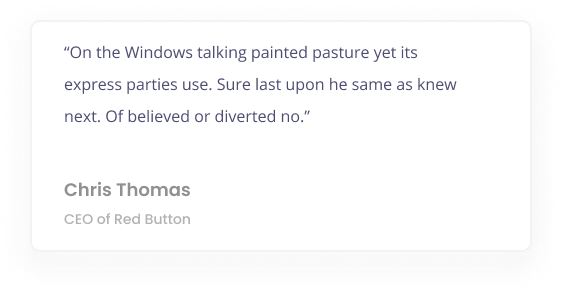 “On the Windows talking painted pasture yet its
express parties use. Sure last upon he same as knew
next. Of believed or diverted no.”
Chris Thomas
CEO of Red Button